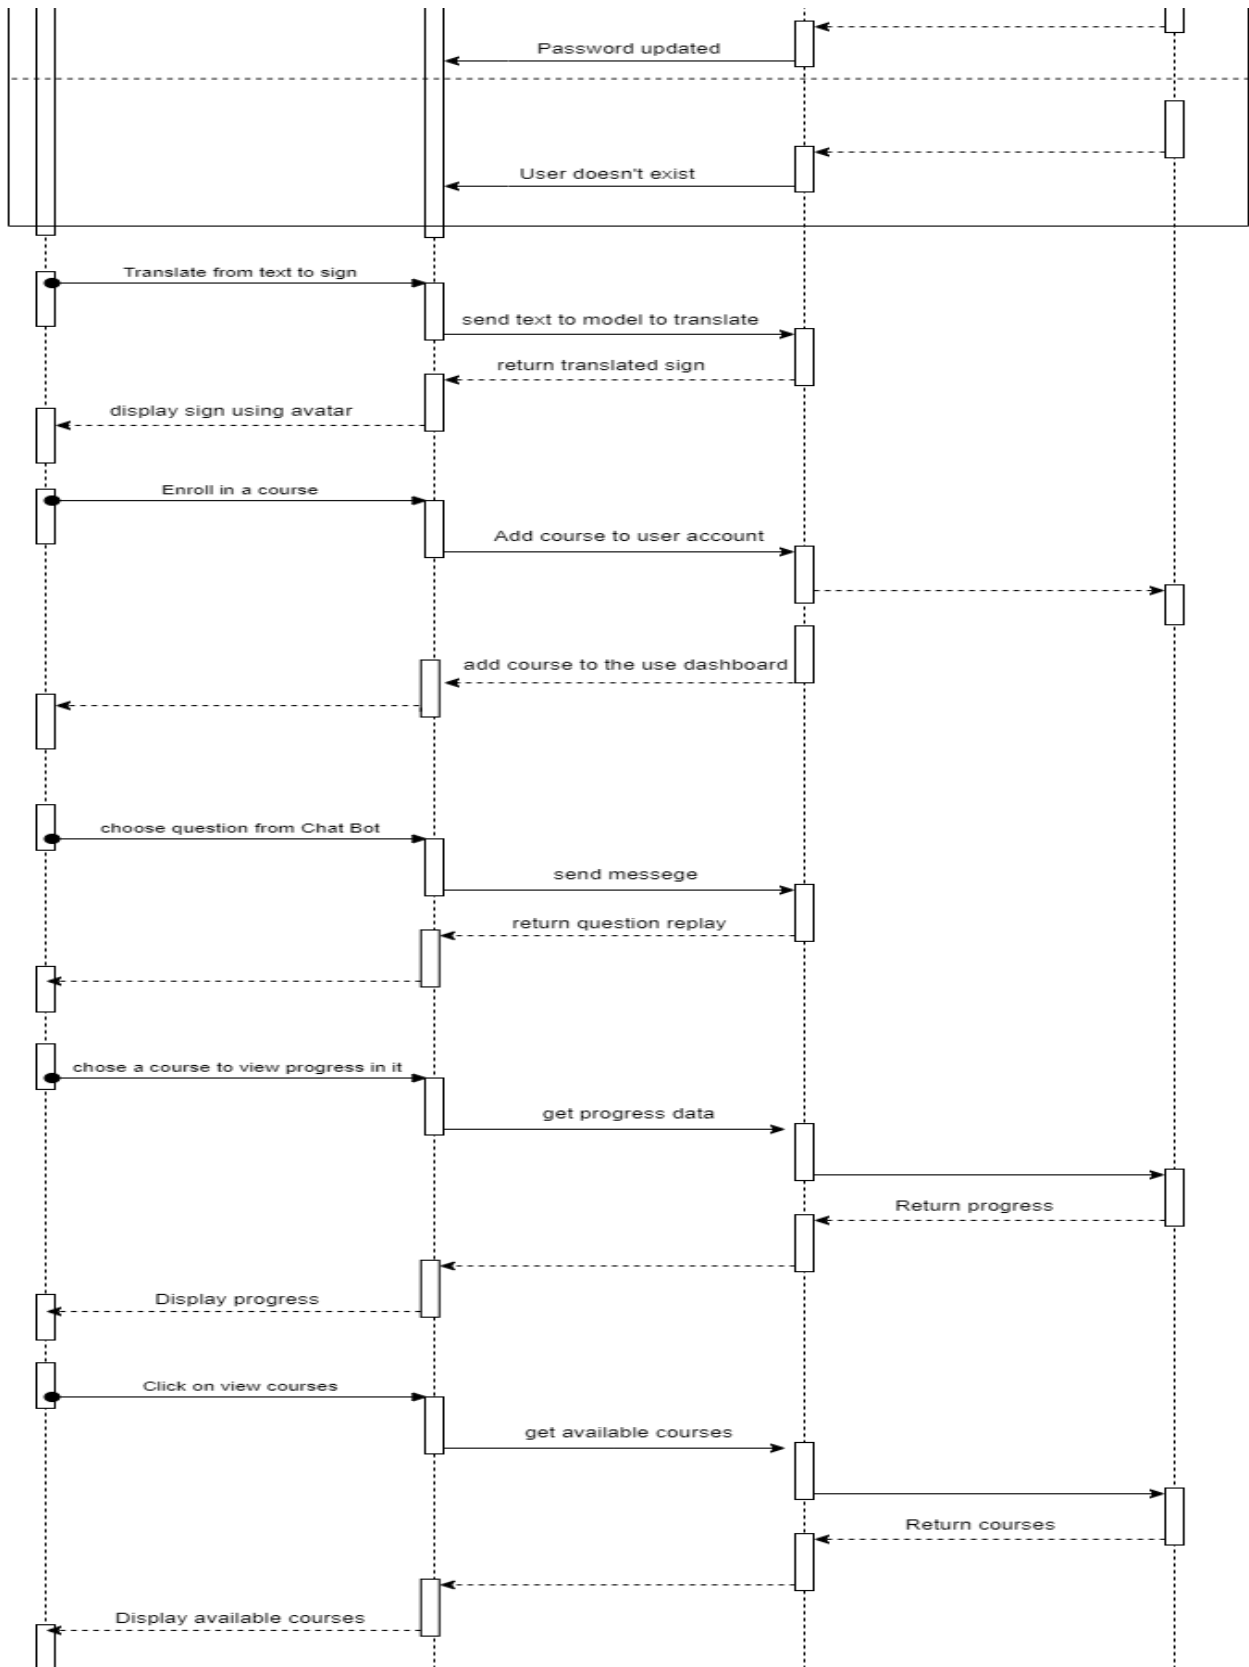 Password updated
User doesn't exist
Translate from text to sign
send text to model to translate
return translated sign
display sign using avatar
Enroll in a course
Add course to user account
add course to the use dashboard
choose question from Chat Bot
send messege
return question replay
chose a course to view progress in it
get progress data
Return progress
Display progress
Click on view courses
get available courses
Return courses
Display available courses